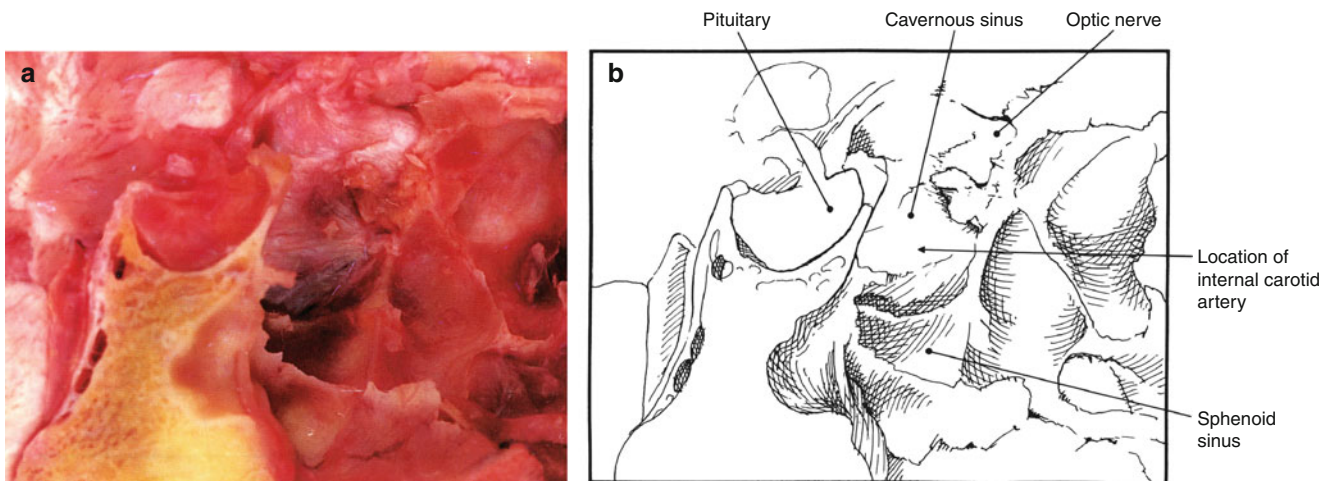 Pituitary
Cavernous sinus
Optic nerve
a
b
Location of
internal carotid
artery
Sphenoid
sinus